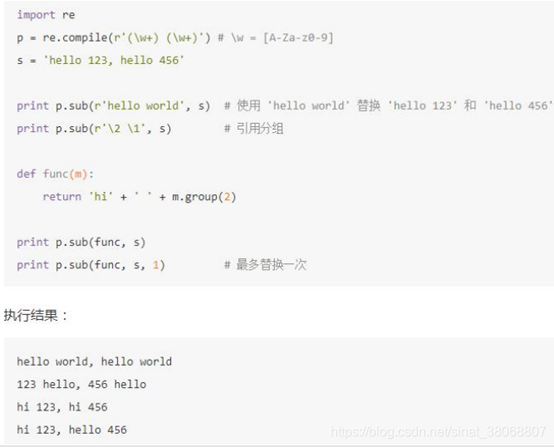 import re
p = re.compile(r'(\w+) (\w+)') # \w = [A-Za-z0-9]
s = 'hello 123, hello 456'
print p.sub(r'hello world', s) # 使用 'hello world' 替换 'hello 123' 和 'hello 456'
print p.sub(r'\2 \1', s) # 引用分组
def func(m):
    return 'hi' + ' ' + m.group(2)
print p.sub(func, s)
print p.sub(func, s, 1) # 最多替换一次
执行结果：
hello world, hello world
123 hello, 456 hello
hi 123, hi 456
hi 123, hello 456
https://blog.csdn.net/sinat_38068807